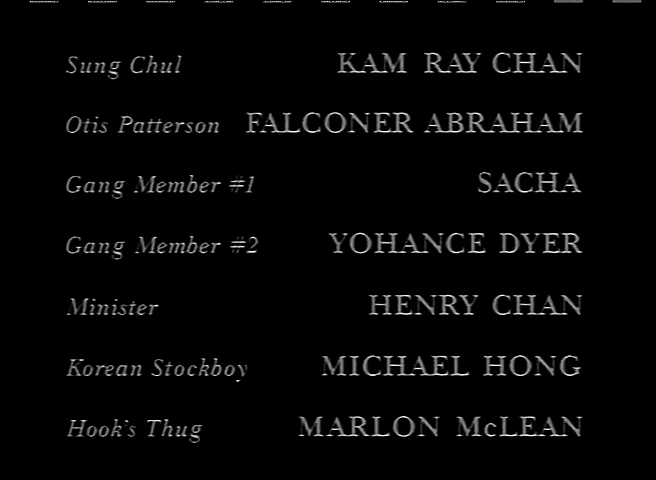 Sung Chul KAM RAY CHAN
Otis Patterson FALCONER ABRAHAM
Gang Member #1 SACHA
Gang Member #2 YOHANCE DYER
Minister HENRY CHAN
Korean Stockboy MICHAEL HONG
Hook's Thug MARLON McLEAN